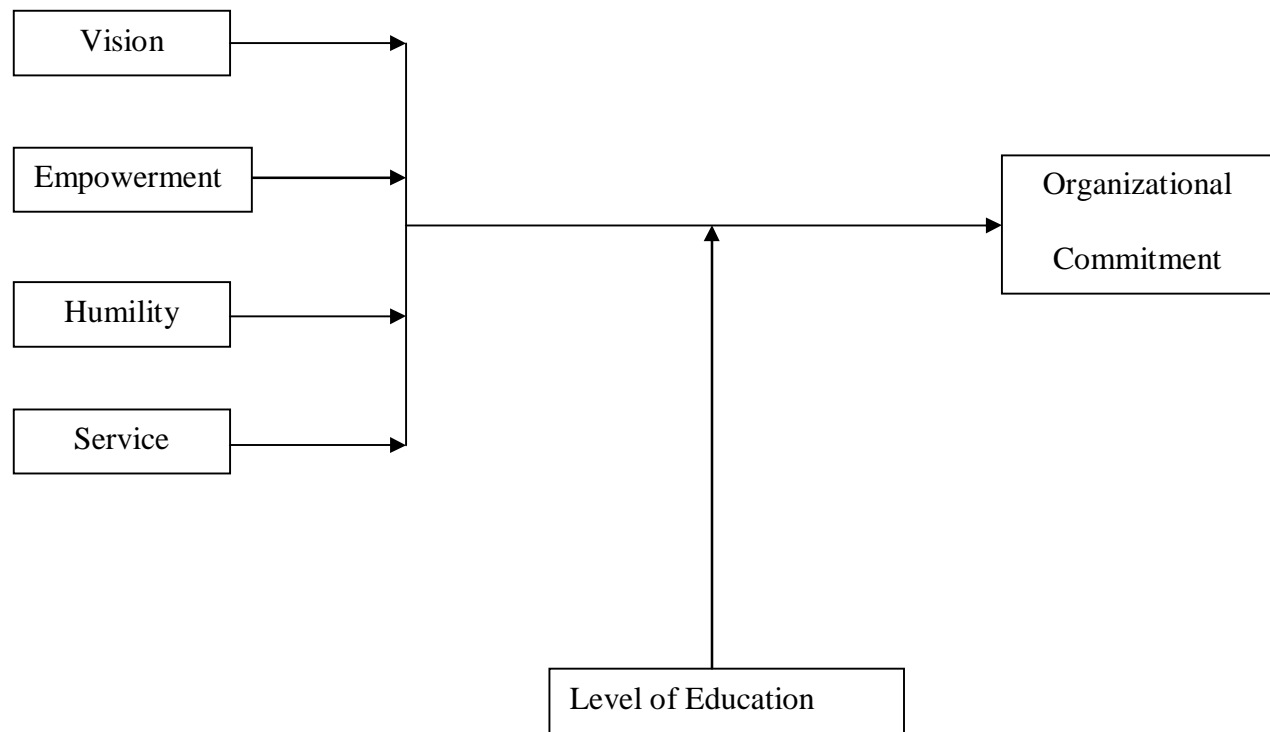 Vision
Empowerment
Humility
Service
Organizational
Commitment
Level of Education